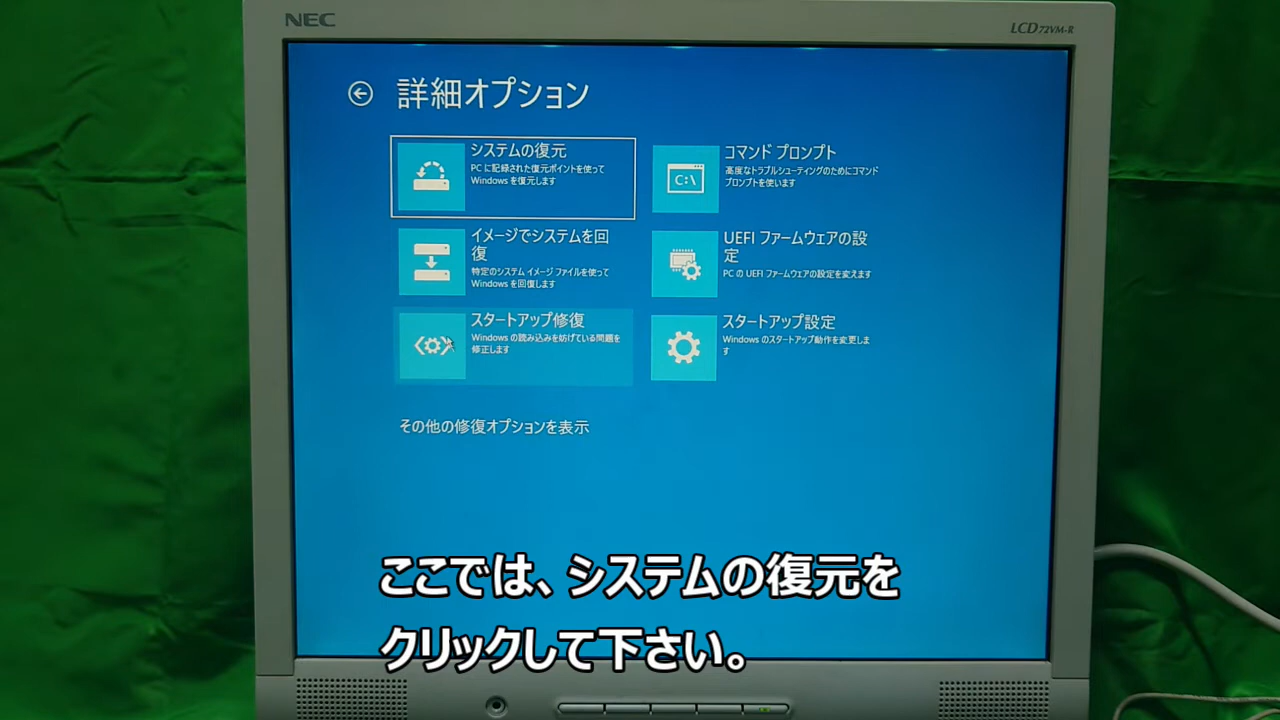 NEC
LCD72VM-R
詳細オプション
システムの復元
PC に記録された復元ポイントを使って
Windows を復元します
コマンド プロンプト
高度なトラブルシューティングのためにコマンド
プロンプトを使います
C:\
イメージでシステムを回
復
特定のシステム イメージ ファイルを使って
Windows を回復します
UEFI ファームウェアの設
定
PC の UEFI ファームウェアの設定を変えます
スタートアップ修復
Windows の読み込みを妨げている問題を
修正します
スタートアップ設定
Windows のスタートアップ動作を変更しま
す
その他の修復オプションを表示
ここでは、システムの復元を
クリックして下さい。